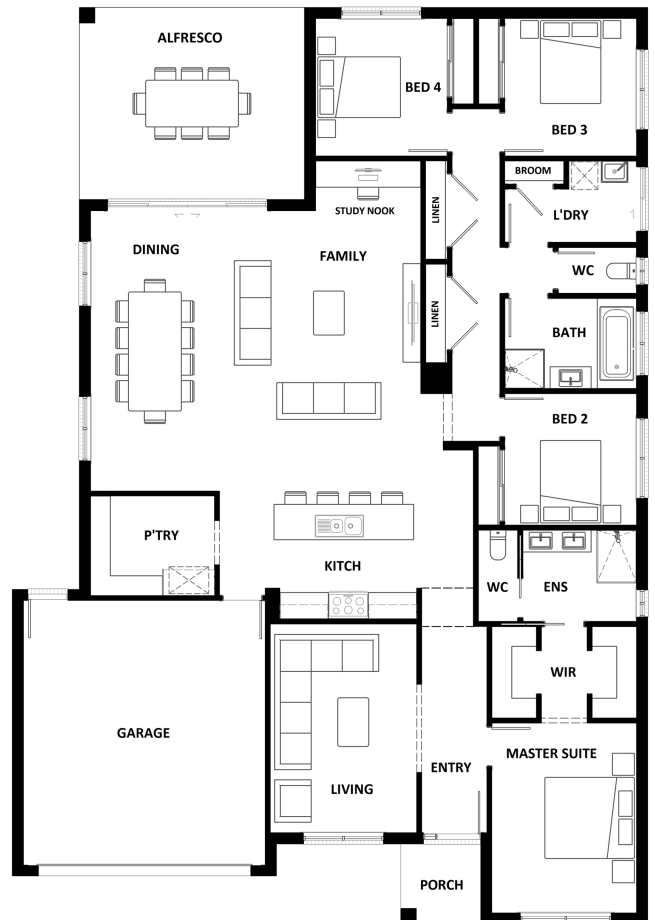 ALFRESCO
BED 4
BED 3
BROOM
LINEN
STUDY NOOK
L'DRY
DINING
FAMILY
WC
LINEN
BATH
BED 2
P'TRY
KITCH
WC
ENS
WIR
GARAGE
MASTER SUITE
ENTRY
LIVING
PORCH